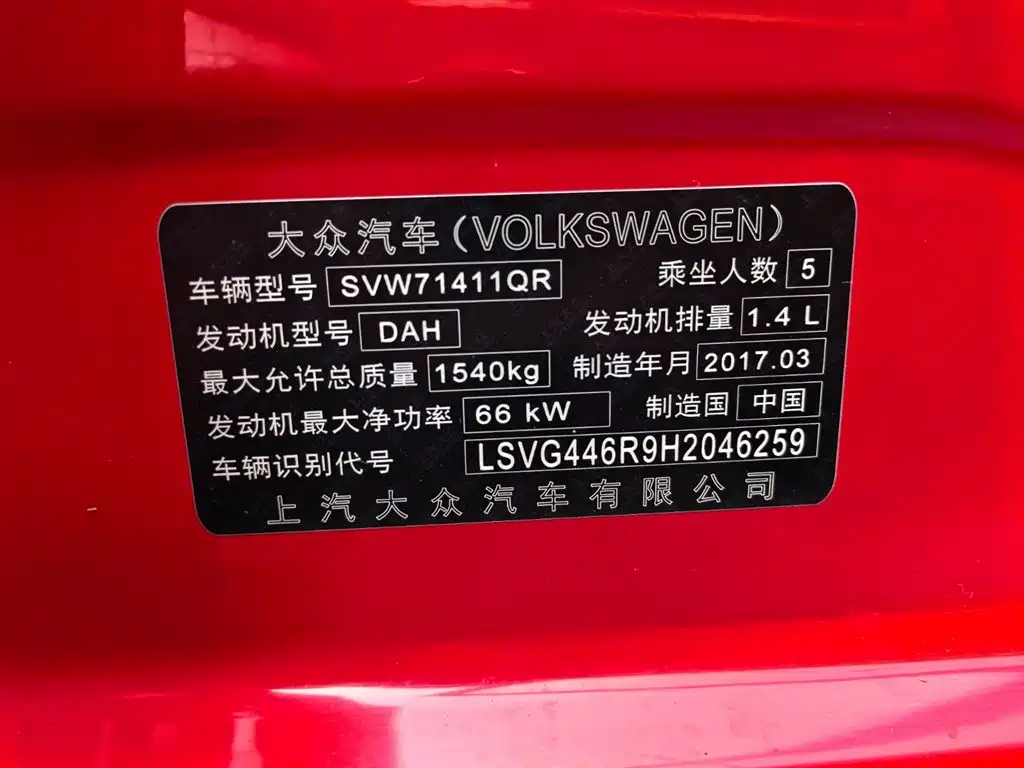 大众汽车(VOLKSWAGEN)
车辆型号 SVW71411QR 乘坐人数 5
发动机型号 DAH 发动机排量 1.4 L
最大允许总质量 1540kg 制造年月 2017.03
发动机最大净功率 66 kW 制造国 中国
车辆识别代号 LSVG446R9H2046259
上汽大众汽车有限公司